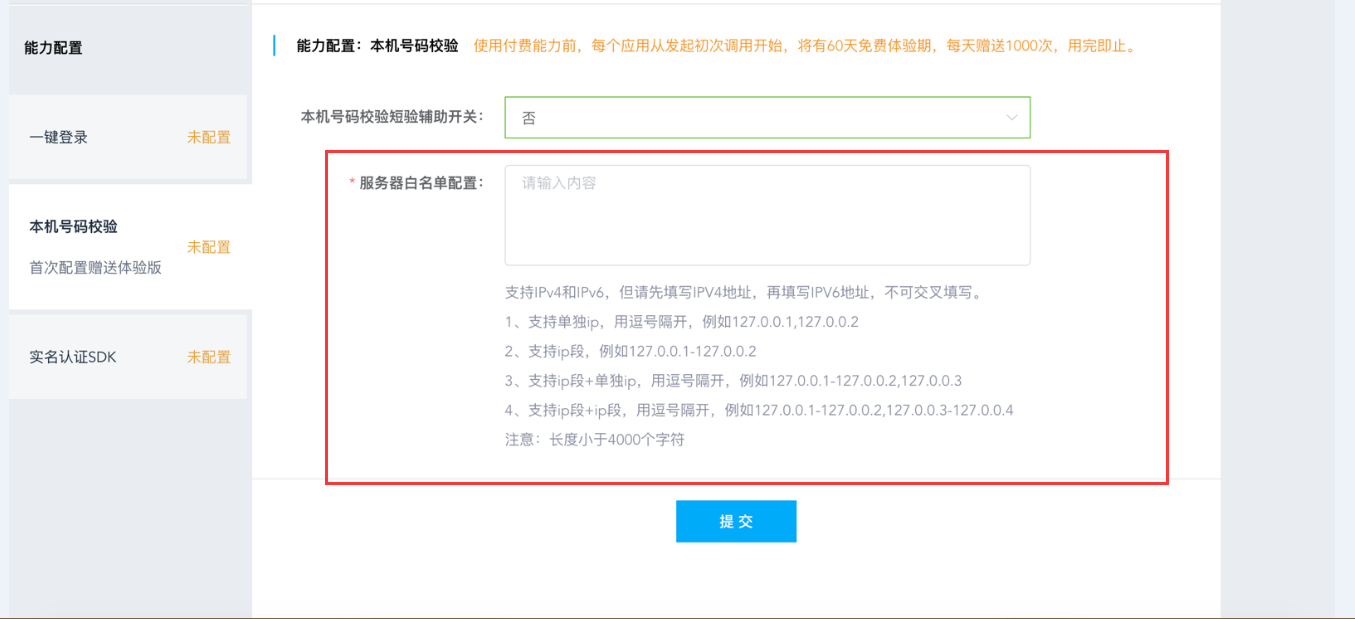 能力配置
一键登录 未配置
本机号码校验
未配置
首次配置赠送体验版
实名认证SDK 未配置
能力配置：本机号码校验 使用付费能力前，每个应用从发起初次调用开始，将有60天免费体验期，每天赠送1000次，用完即止。
本机号码校验短验辅助开关： 否
* 服务器白名单配置： 请输入内容
支持IPv4和IPv6，但请先填写IPV4地址，再填写IPV6地址，不可交叉填写。
1、支持单独ip，用逗号隔开，例如127.0.0.1,127.0.0.2
2、支持ip段，例如127.0.0.1-127.0.0.2
3、支持ip段+单独ip，用逗号隔开，例如127.0.0.1-127.0.0.2,127.0.0.3
4、支持ip段+ip段，用逗号隔开，例如127.0.0.1-127.0.0.2,127.0.0.3-127.0.0.4
注意：长度小于4000个字符
提交